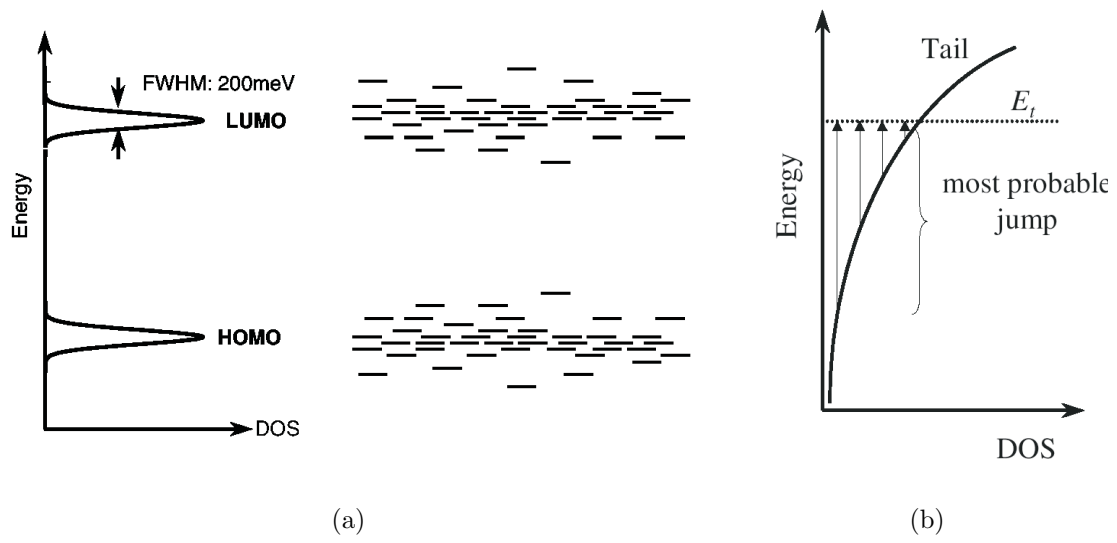 FWHM: 200meV
LUMO
Energy
HOMO
DOS
(a)
Tail
E_t
most probable
jump
Energy
DOS
(b)